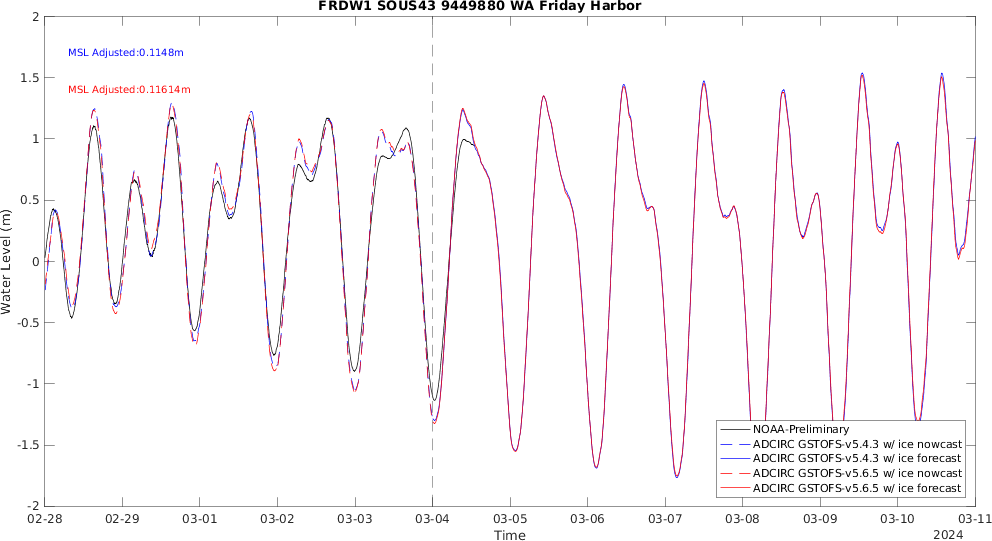 FRDW1 SOUS43 9449880 WA Friday Harbor
MSL Adjusted:0.1148m
MSL Adjusted:0.11614m
Water Level (m)
2
1.5
1
0.5
0
-0.5
-1
-1.5
-2
NOAA-Preliminary
ADCIRC GSTOFS-v5.4.3 w/ ice nowcast
ADCIRC GSTOFS-v5.4.3 w/ ice forecast
ADCIRC GSTOFS-v5.6.5 w/ ice nowcast
ADCIRC GSTOFS-v5.6.5 w/ ice forecast
02-28 02-29 03-01 03-02 03-03 03-04 03-05 03-06 03-07 03-08 03-09 03-10 03-11
Time
2024